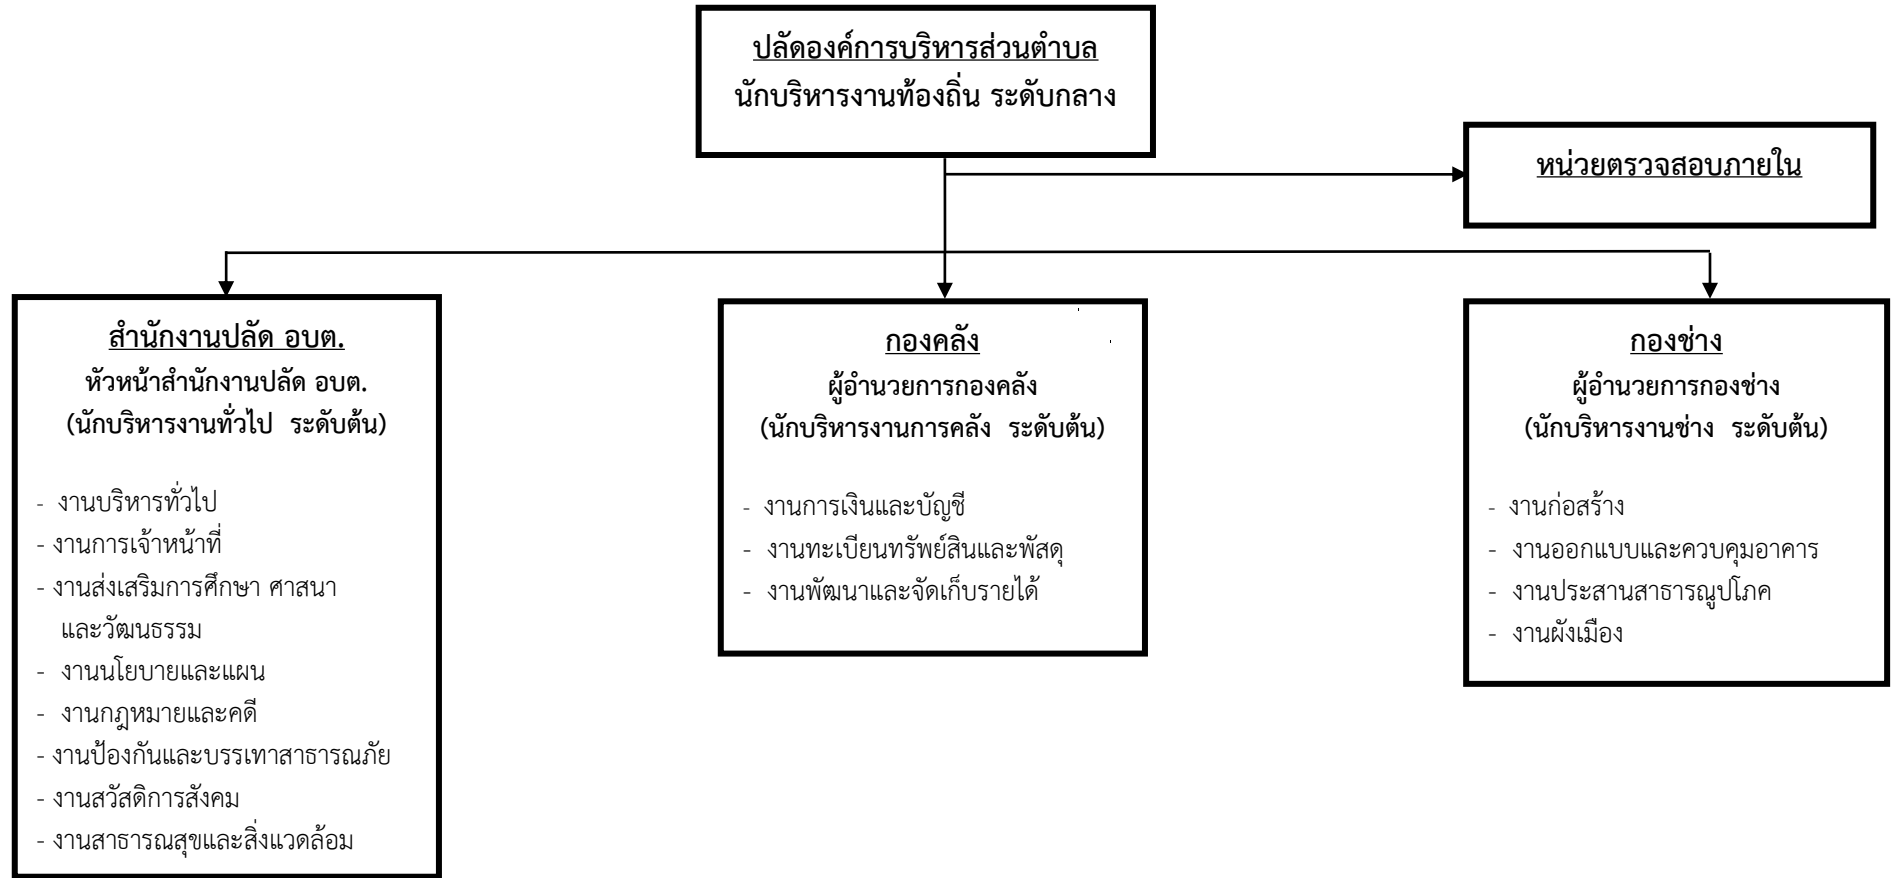 ปลัดองค์การบริหารส่วนตำบล
นักบริหารงานท้องถิ่น ระดับกลาง
หน่วยตรวจสอบภายใน
สำนักงานปลัด อบต.
หัวหน้าสำนักงานปลัด อบต.
(นักบริหารงานทั่วไป ระดับต้น)
- งานบริหารทั่วไป
- งานการเจ้าหน้าที่
- งานส่งเสริมการศึกษา ศาสนา
และวัฒนธรรม
- งานนโยบายและแผน
- งานกฎหมายและคดี
- งานป้องกันและบรรเทาสาธารณภัย
- งานสวัสดิการสังคม
- งานสาธารณสุขและสิ่งแวดล้อม
กองคลัง
ผู้อำนวยการกองคลัง
(นักบริหารงานการคลัง ระดับต้น)
- งานการเงินและบัญชี
- งานทะเบียนทรัพย์สินและพัสดุ
- งานพัฒนาและจัดเก็บรายได้
กองช่าง
ผู้อำนวยการกองช่าง
(นักบริหารงานช่าง ระดับต้น)
- งานก่อสร้าง
- งานออกแบบและควบคุมอาคาร
- งานประสานสาธารณูปโภค
- งานผังเมือง